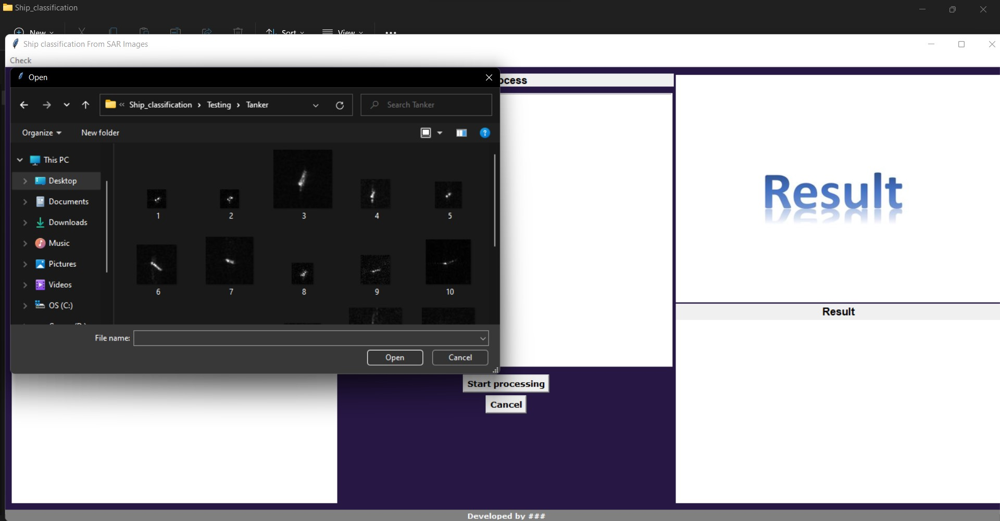 Ship_classification
New
Sort
View
Ship classification From SAR Images
Check
Open
Ship_classification
Testing
Tanker
Search Tanker
Organize
New folder
This PC
Desktop
Documents
Downloads
Music
Pictures
Videos
OS (C:)
1
2
3
4
5
6
7
8
9
10
File name:
Open
Cancel
ocess
Start processing
Cancel
Result
Result
Developed by ###